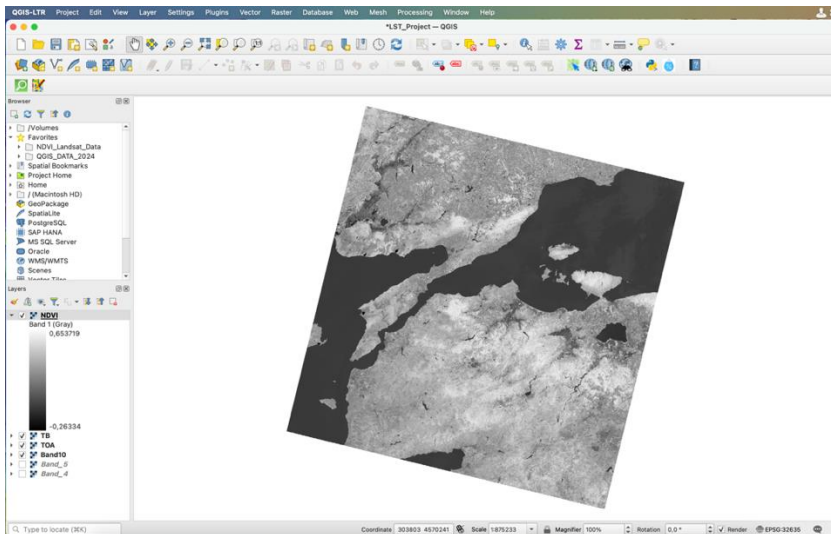 QGIS-LTR Project Edit View Layer Settings Plugins Vector Raster Database Web Mesh Processing Window Help
*LST_Project — QGIS
Browser
/Volumes
Favorites
NDVI_Landsat_Data
QGIS_DATA_2024
Spatial Bookmarks
Project Home
Home
/ (Macintosh HD)
GeoPackage
SpatiaLite
PostgreSQL
SAP HANA
MS SQL Server
Oracle
WMS/WMTS
Scenes
Vector Tiles
Layers
NDVI
Band 1 (Gray)
0,653719
-0,26334
TB
TOA
Band10
Band_5
Band_4
Type to locate (⌘K) Coordinate 303803 4570241 Scale 1:875233 Magnifier 100% Rotation 0,0 ° Render EPSG:32635